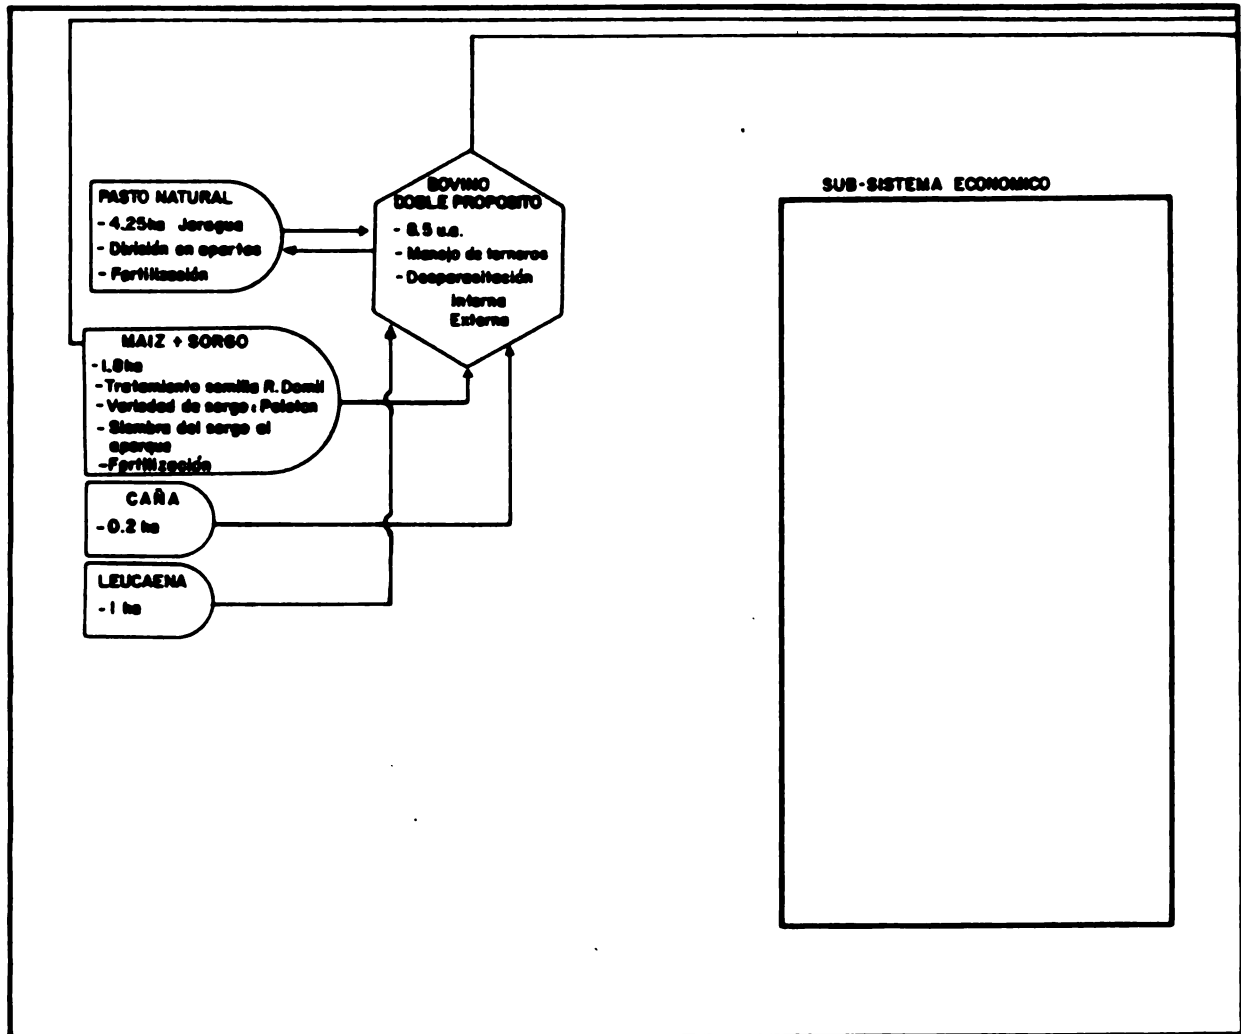 PASTO NATURAL
- 4.25ha Jaragua
- División en apartos
- Fertilización
BOVINO
DOBLE PROPOSITO
- 8.5 u.a.
- Manejo de terneros
- Desparasitación
Interna
Externa
SUB-SISTEMA ECONOMICO
MAIZ + SORGO
- 1.8ha
- Tratamiento semilla R. Domil
- Variedad de sorgo: Peloton
- Siembra del sorgo al
aporque
- Fertilización
CAÑA
- 0.2 ha
LEUCAENA
- 1 ha